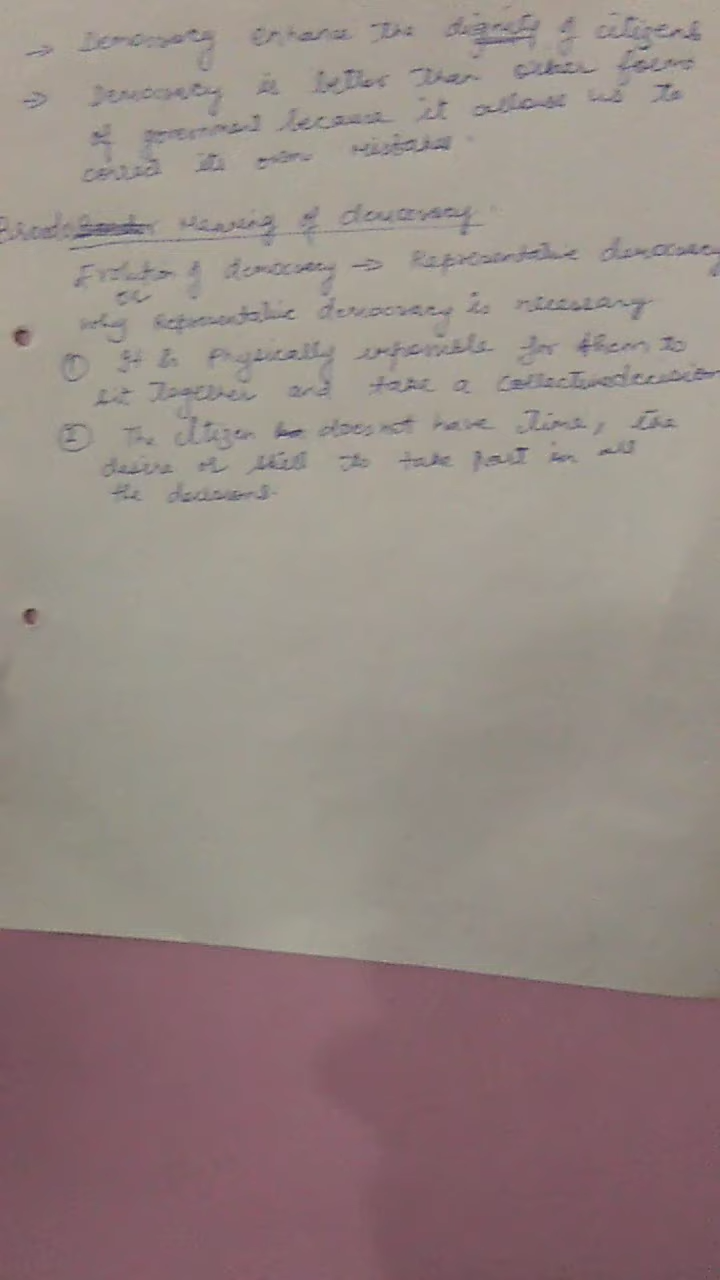 → Democracy enhance the dignity of citizens
→ Democracy is better than other forms
of government because it allows us to
correct its own mistakes.
Broader Meaning of democracy.
Evolution of democracy → Representative democracy
or
why Representative democracy is necessary
① It is Physically impossible for them to
sit Together and take a Collective decision
② The citizen does not have time, the
desire or skill to take part in all
the decisions.